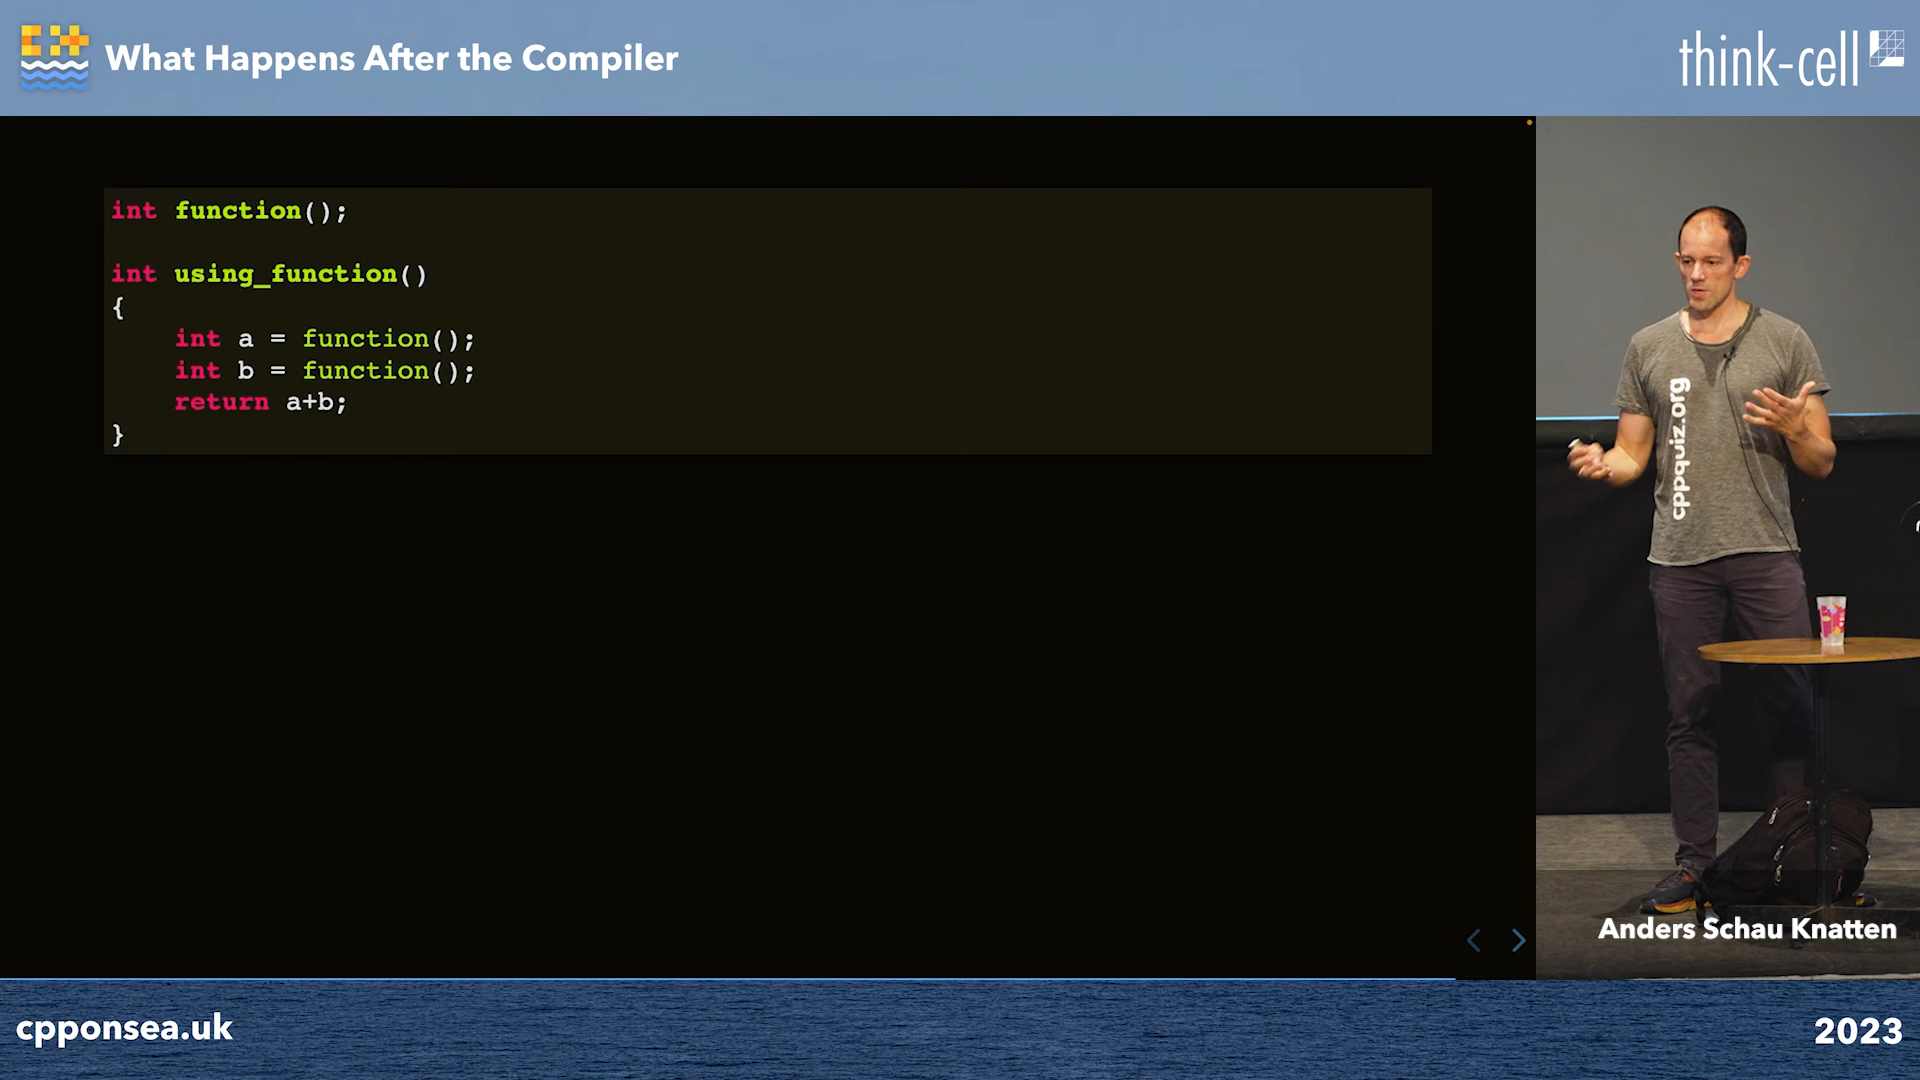 What Happens After the Compiler
think-cell
int function();
int using_function()
{
    int a = function();
    int b = function();
    return a+b;
}
cppquiz.org
Anders Schau Knatten
cpponsea.uk
2023